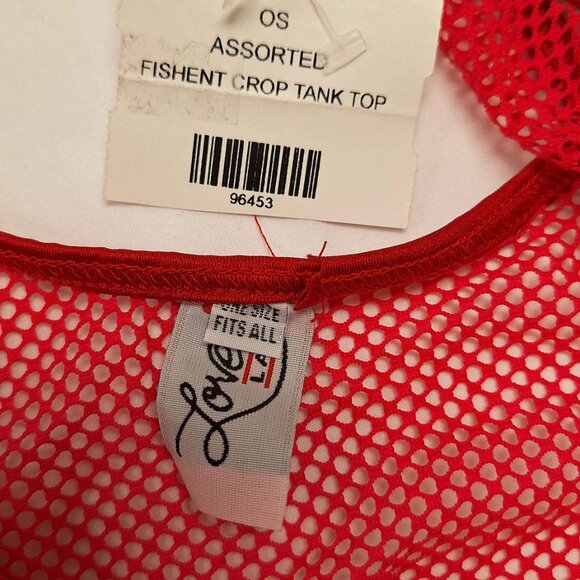 OS
ASSORTED
FISHENT CROP TANK TOP
96453
ONE SIZE
FITS ALL
Love
LA